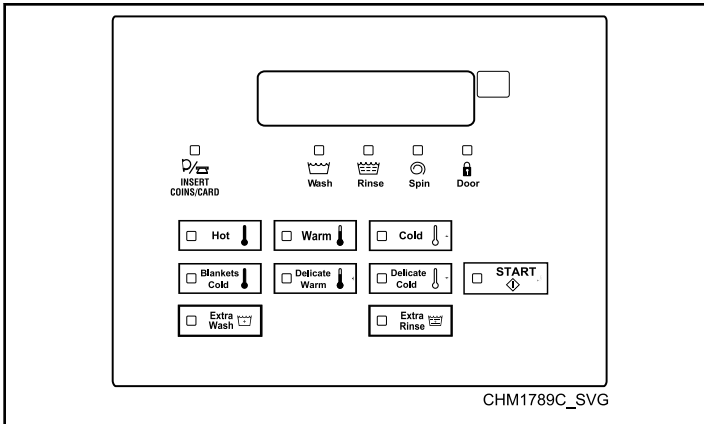 INSERT
COINS/CARD
Wash Rinse Spin Door
Hot Warm Cold
Blankets
Cold
Delicate
Warm
Delicate
Cold
START
Extra
Wash
Extra
Rinse
CHM1789C_SVG